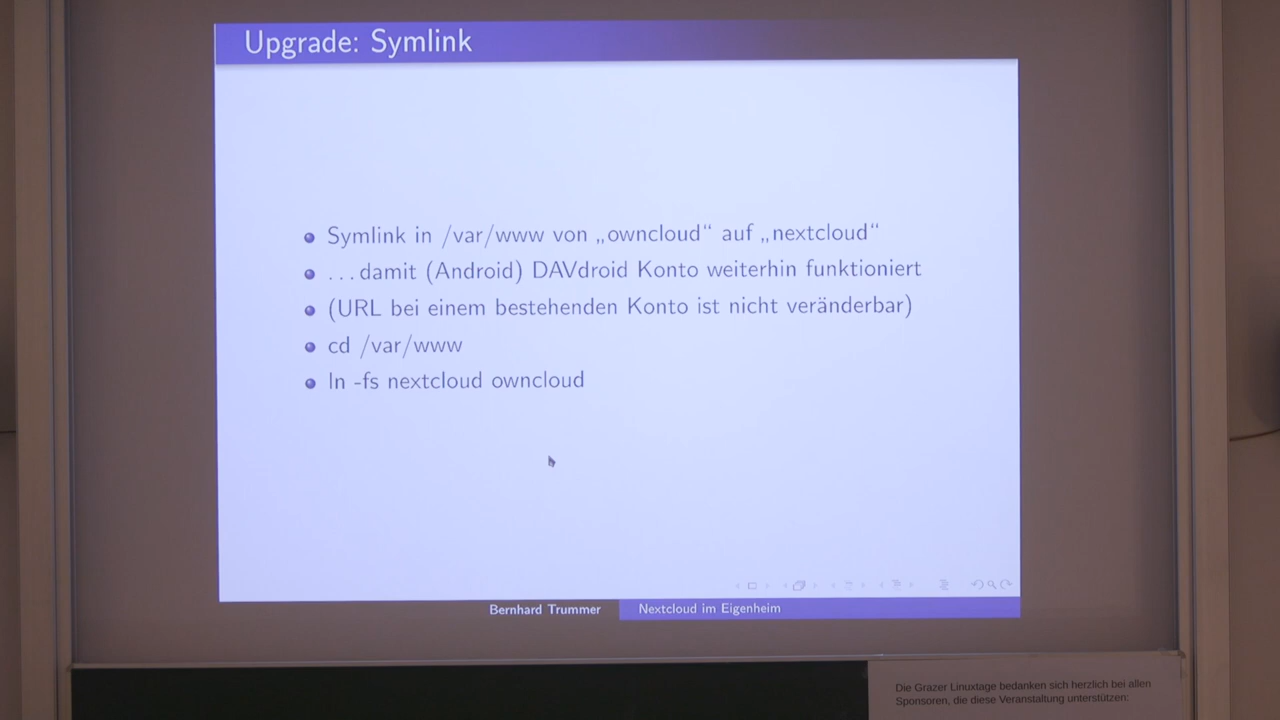 Upgrade: Symlink
Symlink in /var/www von „owncloud“ auf „nextcloud“
...damit (Android) DAVdroid Konto weiterhin funktioniert
(URL bei einem bestehenden Konto ist nicht veränderbar)
cd /var/www
ln -fs nextcloud owncloud
Bernhard Trummer
Nextcloud im Eigenheim
Die Grazer Linuxtage bedanken sich herzlich bei allen
Sponsoren, die diese Veranstaltung unterstützen: